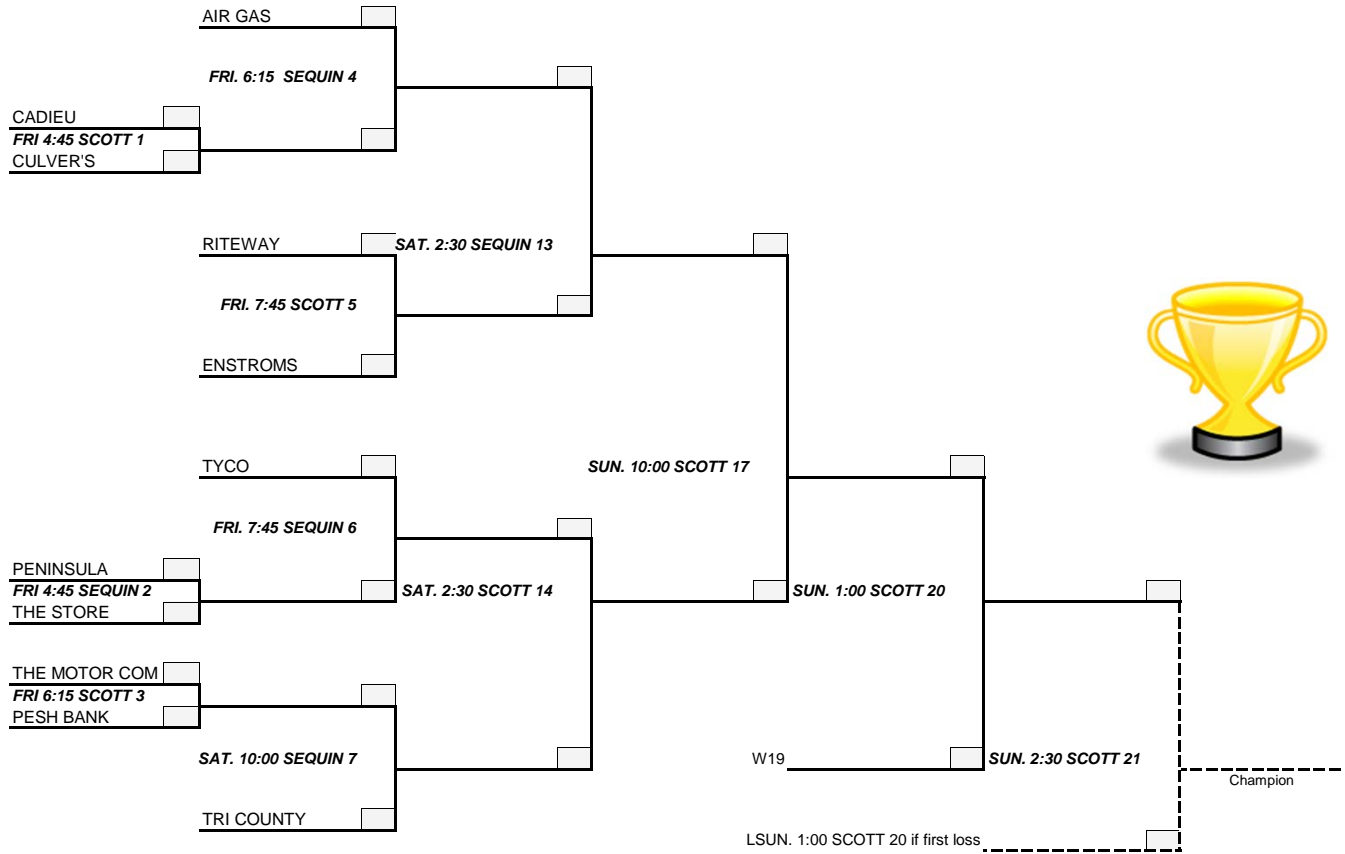 AIR GAS
FRI. 6:15 SEQUIN 4
CADIEU
FRI 4:45 SCOTT 1
CULVER'S
RITEWAY
SAT. 2:30 SEQUIN 13
FRI. 7:45 SCOTT 5
ENSTROMS
TYCO
SUN. 10:00 SCOTT 17
FRI. 7:45 SEQUIN 6
PENINSULA
FRI 4:45 SEQUIN 2
SAT. 2:30 SCOTT 14
SUN. 1:00 SCOTT 20
THE STORE
THE MOTOR COM
FRI 6:15 SCOTT 3
PESH BANK
SAT. 10:00 SEQUIN 7
W19
SUN. 2:30 SCOTT 21
Champion
TRI COUNTY
LSUN. 1:00 SCOTT 20 if first loss